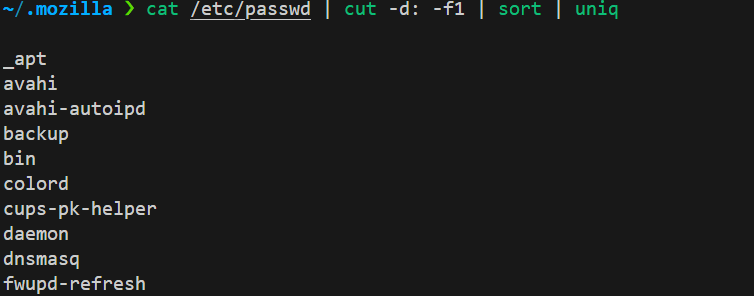 ~/.mozilla ❯ cat /etc/passwd | cut -d: -f1 | sort | uniq
_apt
avahi
avahi-autoipd
backup
bin
colord
cups-pk-helper
daemon
dnsmasq
fwupd-refresh